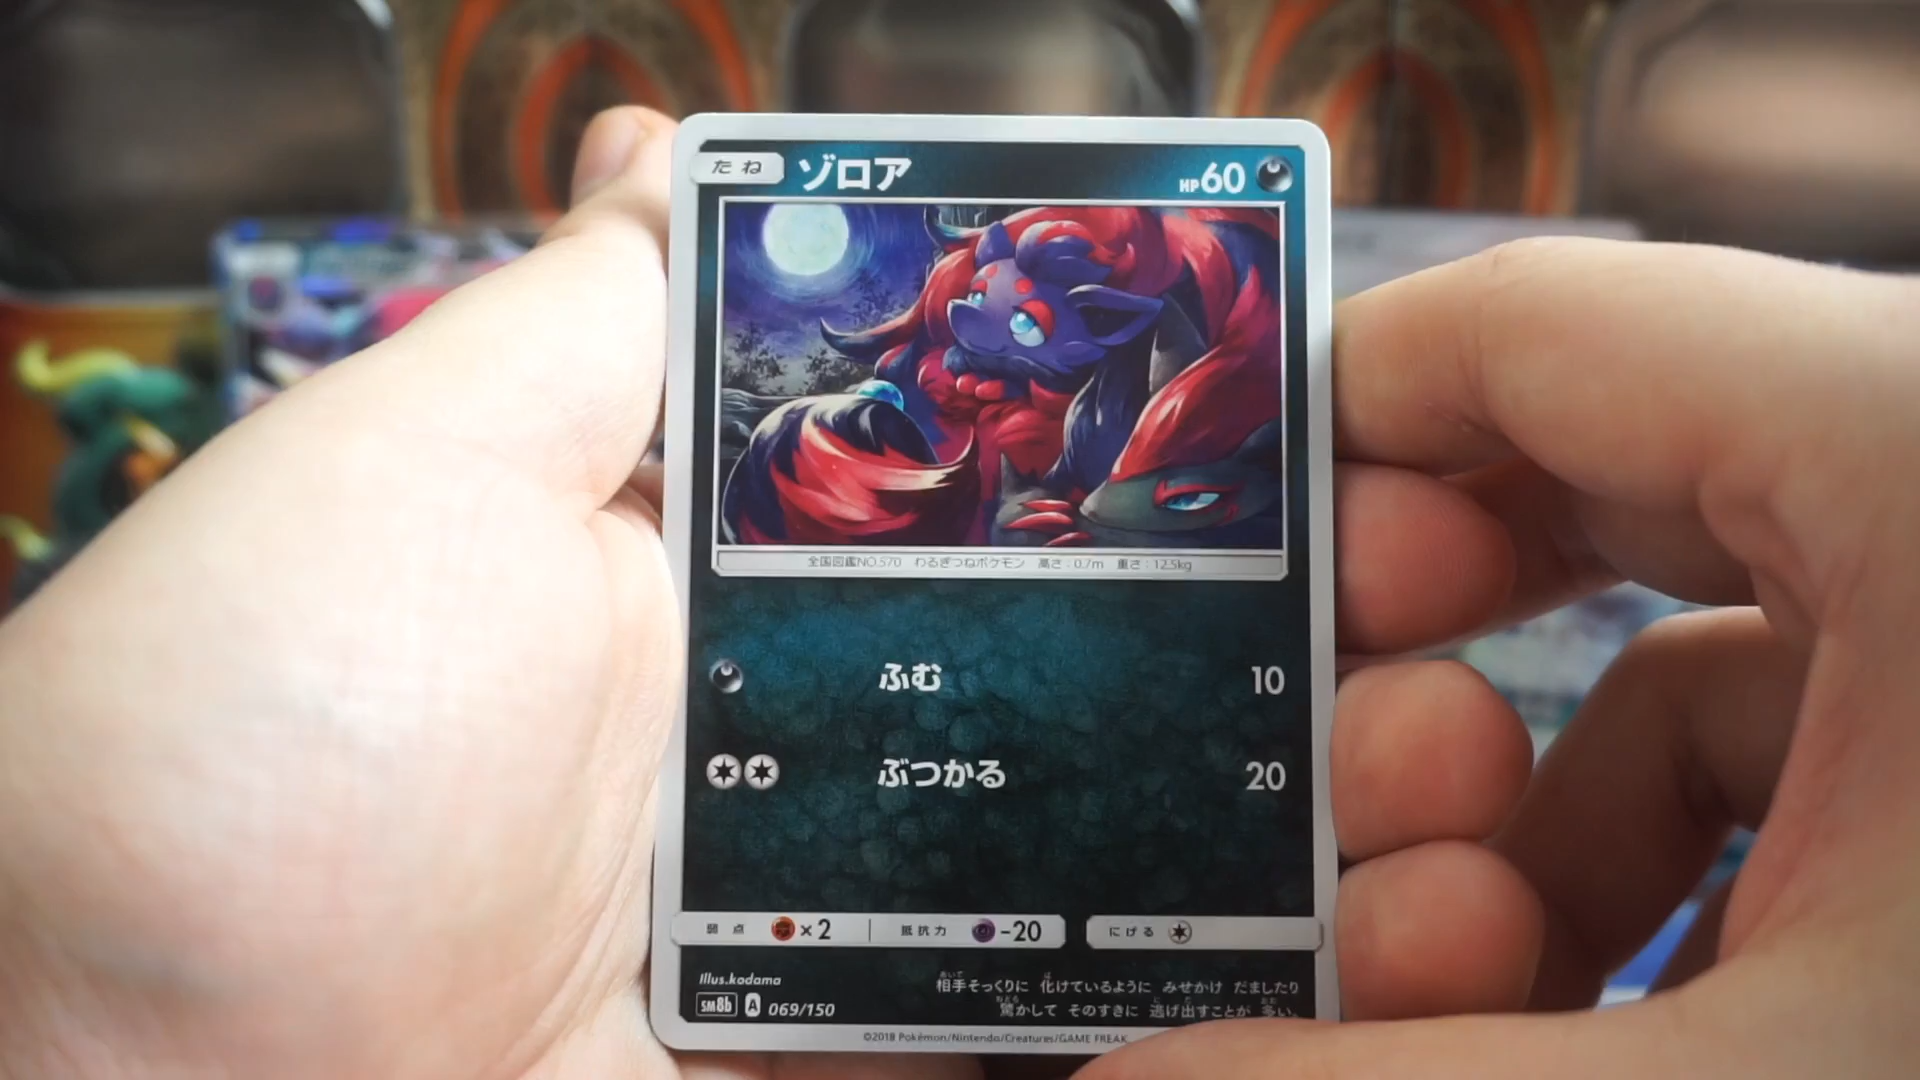 たね ゾロア HP60
全国図鑑NO.570 わるぎつねポケモン 高さ:0.7m 重さ:12.5kg
ふむ 10
ぶつかる 20
弱点 ×2 抵抗力 -20 にげる
Illus.kodama
相手そっくりに 化けているように みせかけ だましたり
驚かして そのすきに 逃げ出すことが 多い。
SM8b A 069/150
©2018 Pokémon/Nintendo/Creatures/GAME FREAK